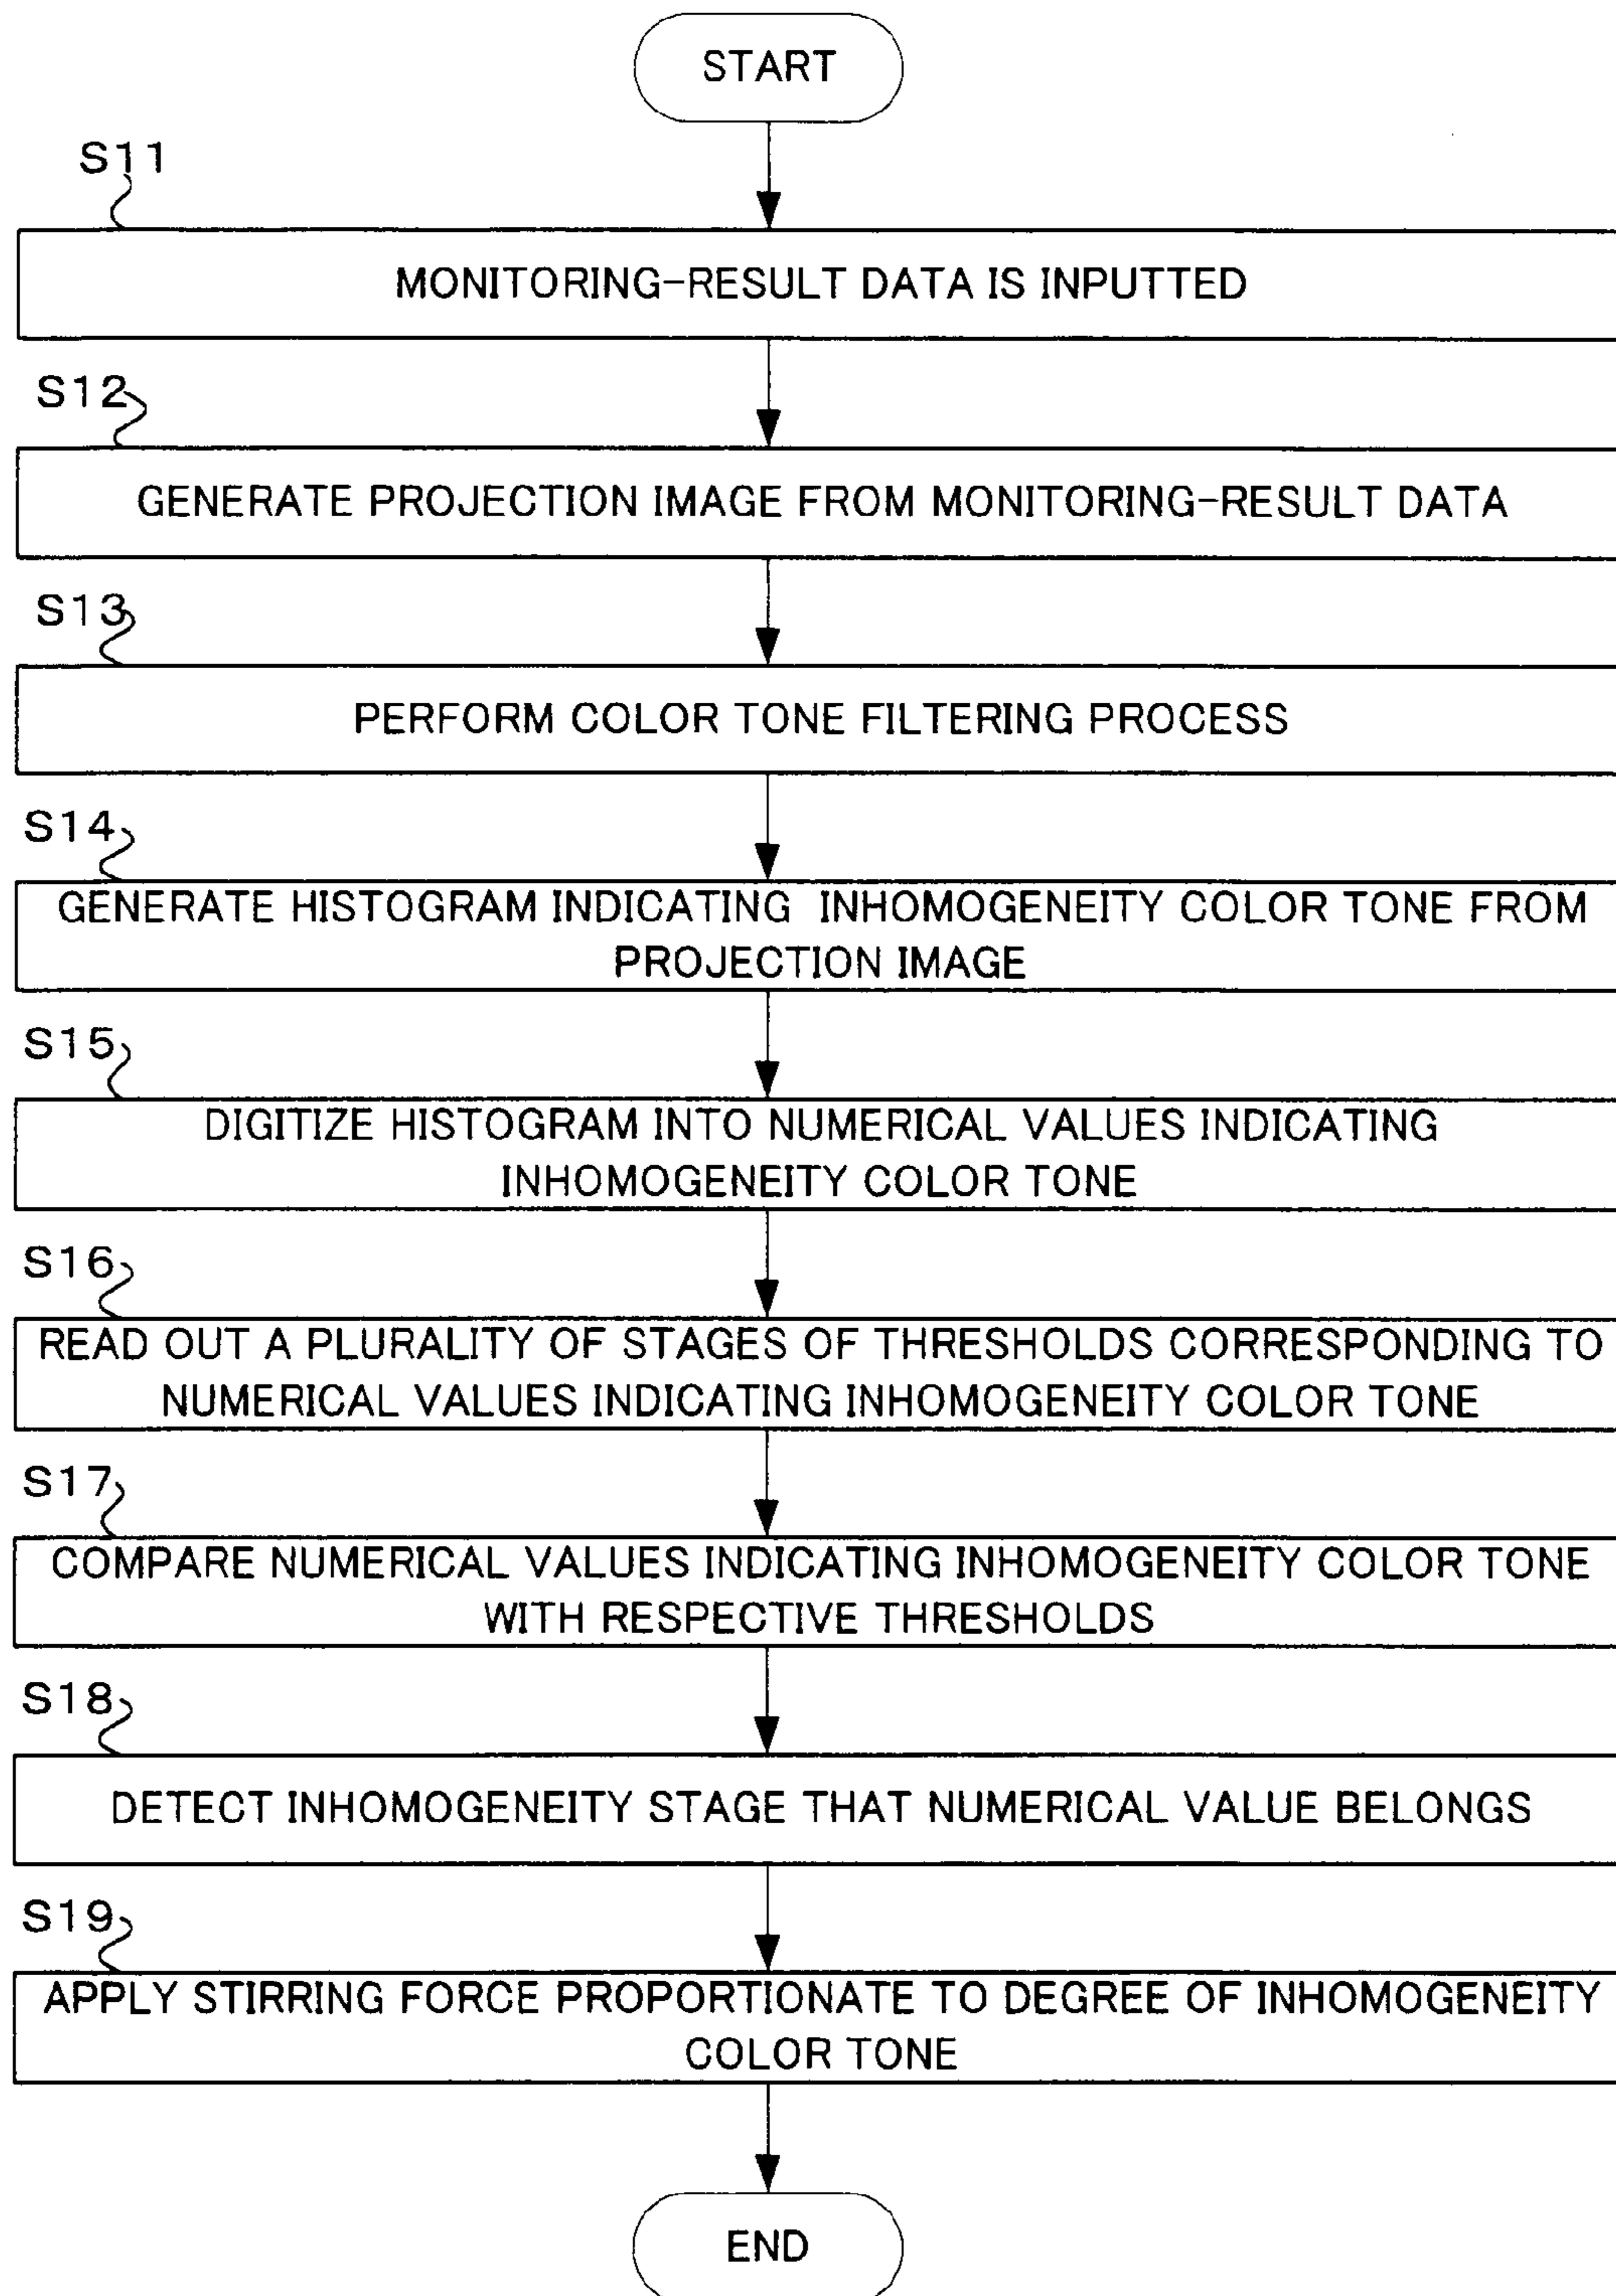 START
S11
MONITORING-RESULT DATA IS INPUTTED
S12
GENERATE PROJECTION IMAGE FROM MONITORING-RESULT DATA
S13
PERFORM COLOR TONE FILTERING PROCESS
S14
GENERATE HISTOGRAM INDICATING INHOMOGENEITY COLOR TONE FROM
PROJECTION IMAGE
S15
DIGITIZE HISTOGRAM INTO NUMERICAL VALUES INDICATING
INHOMOGENEITY COLOR TONE
S16
READ OUT A PLURALITY OF STAGES OF THRESHOLDS CORRESPONDING TO
NUMERICAL VALUES INDICATING INHOMOGENEITY COLOR TONE
S17
COMPARE NUMERICAL VALUES INDICATING INHOMOGENEITY COLOR TONE
WITH RESPECTIVE THRESHOLDS
S18
DETECT INHOMOGENEITY STAGE THAT NUMERICAL VALUE BELONGS
S19
APPLY STIRRING FORCE PROPORTIONATE TO DEGREE OF INHOMOGENEITY
COLOR TONE
END